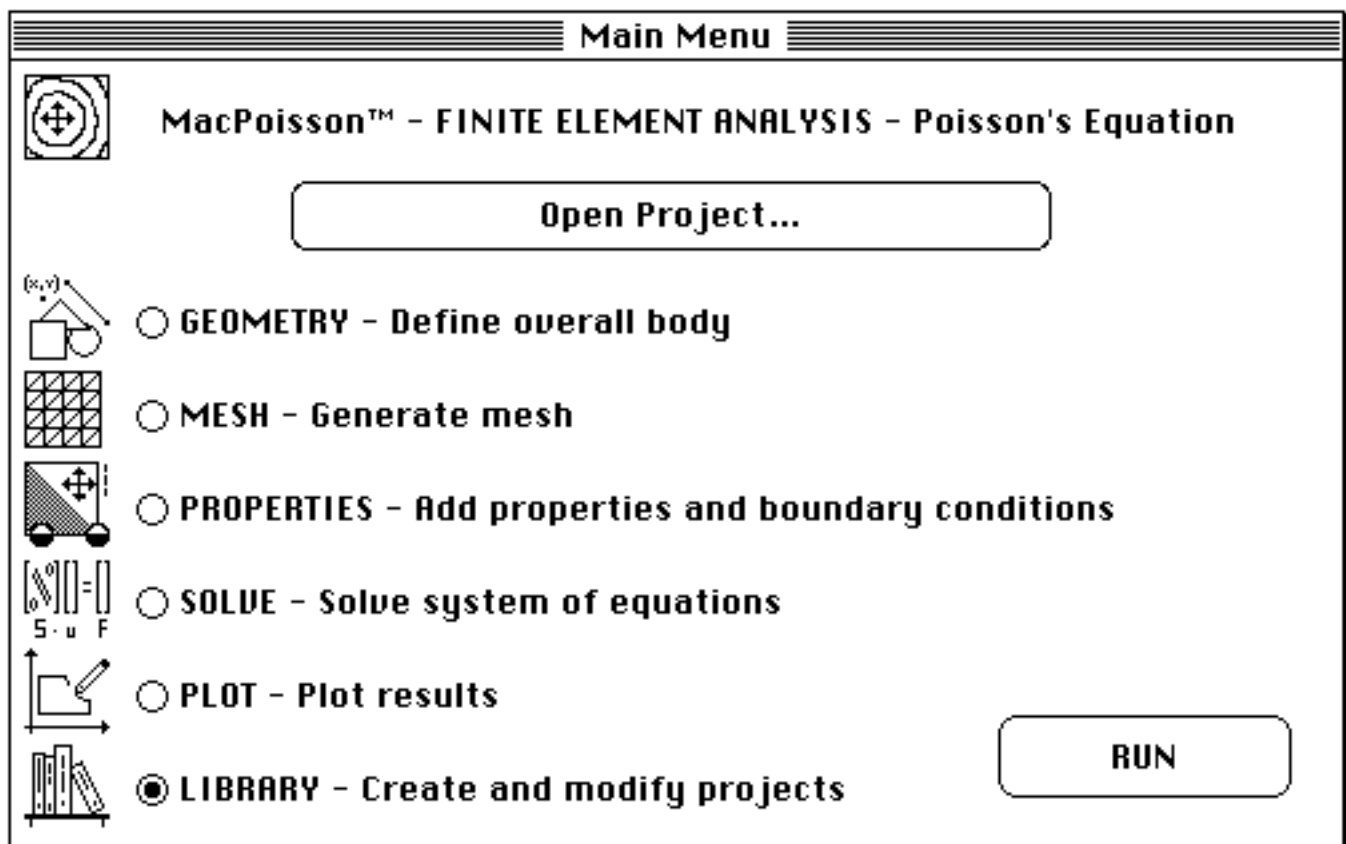 Main Menu
MacPoisson™ - FINITE ELEMENT ANALYSIS - Poisson's Equation
Open Project...
(x,y)
GEOMETRY - Define overall body
MESH - Generate mesh
PROPERTIES - Add properties and boundary conditions
SOLVE - Solve system of equations
S · u F
PLOT - Plot results
RUN
LIBRARY - Create and modify projects